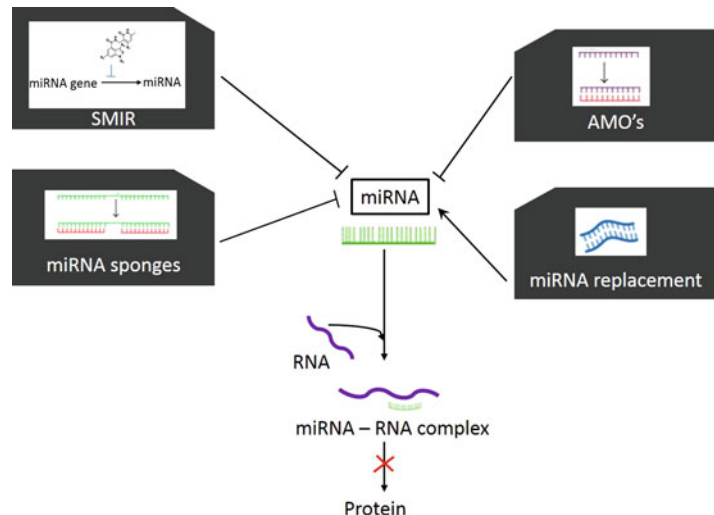 miRNA gene
miRNA
SMIR
AMO's
miRNA
miRNA sponges
miRNA replacement
RNA
miRNA – RNA complex
Protein